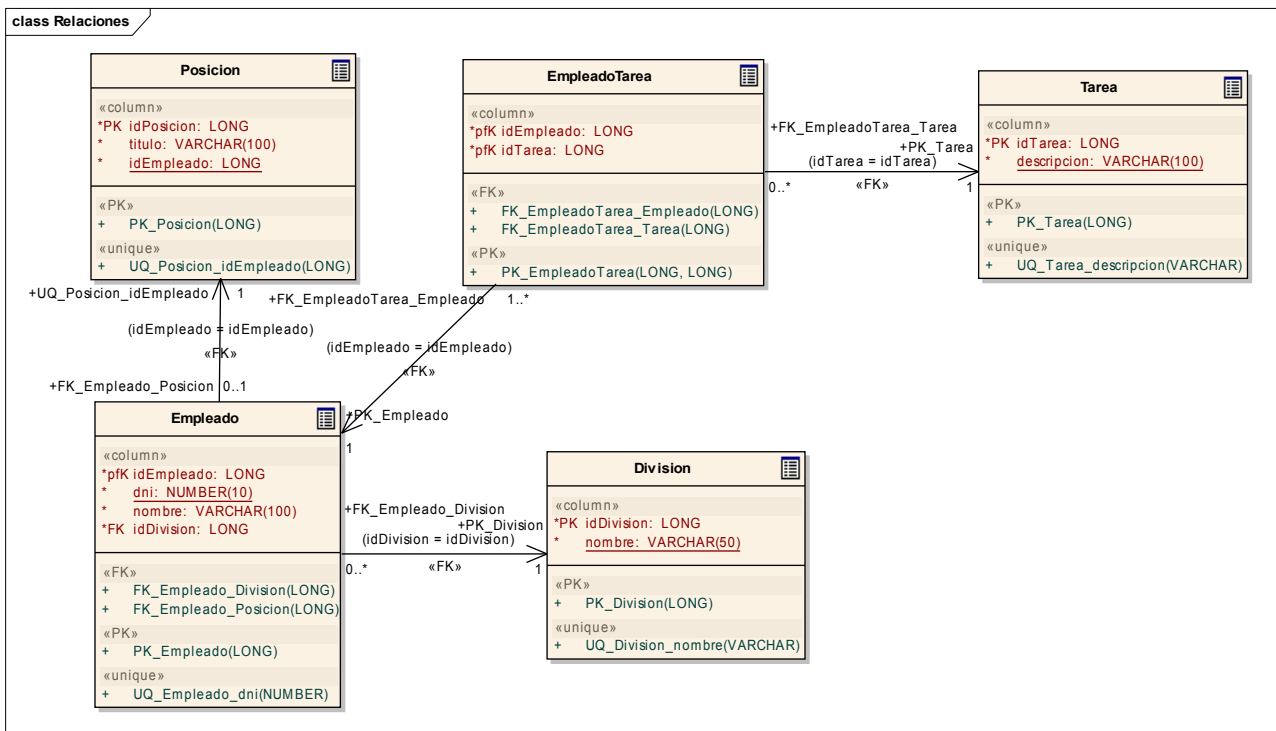 class Relaciones
Posicion
«column»
*PK idPosicion: LONG
* titulo: VARCHAR(100)
* idEmpleado: LONG
«PK»
+ PK_Posicion(LONG)
«unique»
+ UQ_Posicion_idEmpleado(LONG)
EmpleadoTarea
«column»
*pfK idEmpleado: LONG
*pfK idTarea: LONG
«FK»
+ FK_EmpleadoTarea_Empleado(LONG)
+ FK_EmpleadoTarea_Tarea(LONG)
«PK»
+ PK_EmpleadoTarea(LONG, LONG)
+FK_EmpleadoTarea_Tarea
+PK_Tarea
(idTarea = idTarea)
0..*
«FK»
1
Tarea
«column»
*PK idTarea: LONG
* descripcion: VARCHAR(100)
«PK»
+ PK_Tarea(LONG)
«unique»
+ UQ_Tarea_descripcion(VARCHAR)
+UQ_Posicion_idEmpleado
1
(idEmpleado = idEmpleado)
«FK»
+FK_Empleado_Posicion
0..1
+FK_EmpleadoTarea_Empleado
1..*
(idEmpleado = idEmpleado)
«FK»
+PK_Empleado
1
Empleado
«column»
*pfK idEmpleado: LONG
* dni: NUMBER(10)
* nombre: VARCHAR(100)
*FK idDivision: LONG
«FK»
+ FK_Empleado_Division(LONG)
+ FK_Empleado_Posicion(LONG)
«PK»
+ PK_Empleado(LONG)
«unique»
+ UQ_Empleado_dni(NUMBER)
+FK_Empleado_Division
+PK_Division
(idDivision = idDivision)
0..*
«FK»
1
Division
«column»
*PK idDivision: LONG
* nombre: VARCHAR(50)
«PK»
+ PK_Division(LONG)
«unique»
+ UQ_Division_nombre(VARCHAR)